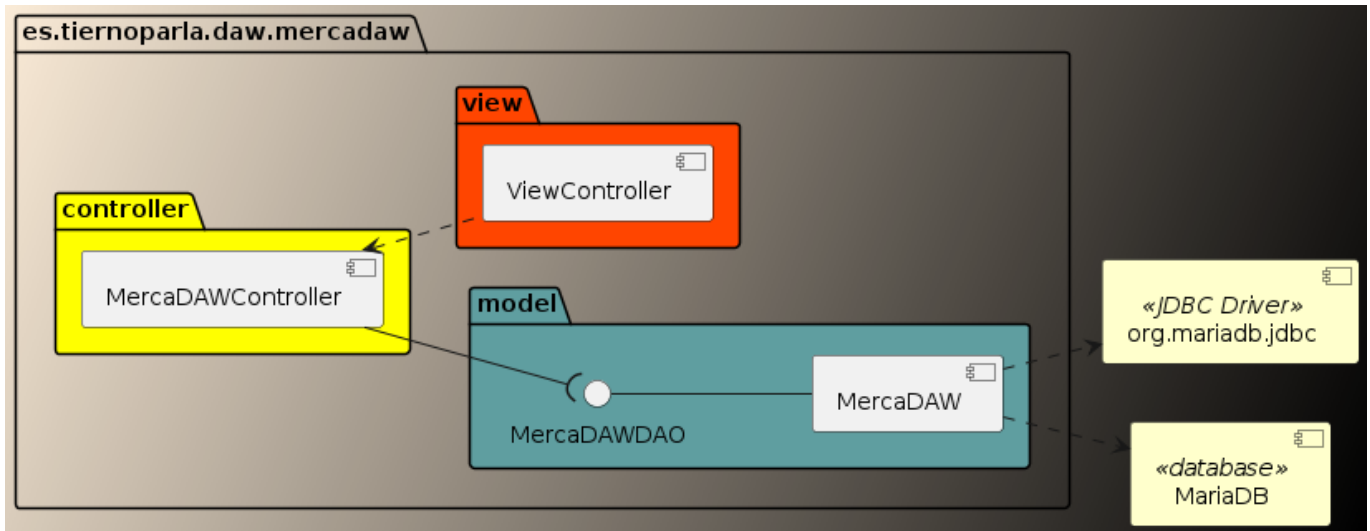 es.tiernoparla.daw.mercadaw
view
ViewController
controller
MercaDAWController
model
MercaDAWDAO
MercaDAW
«JDBC Driver»
org.mariadb.jdbc
«database»
MariaDB